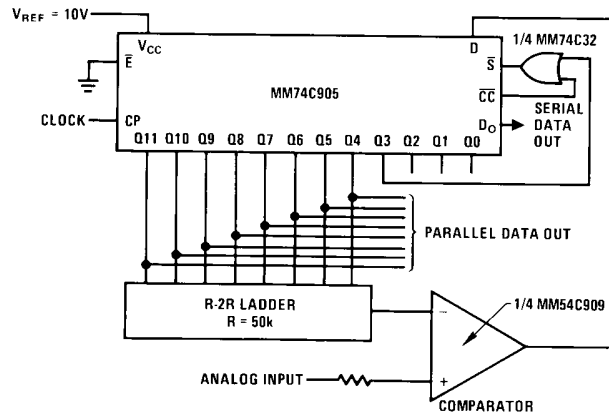 V_REF = 10V
V_CC
D
1/4 MM74C32
E̅
S̅
MM74C905
C̅C̅
CLOCK
CP
D_O
SERIAL
DATA
OUT
Q11 Q10 Q9 Q8 Q7 Q6 Q5 Q4 Q3 Q2 Q1 Q0
PARALLEL DATA OUT
R-2R LADDER
R = 50k
1/4 MM54C909
−
ANALOG INPUT
+
COMPARATOR